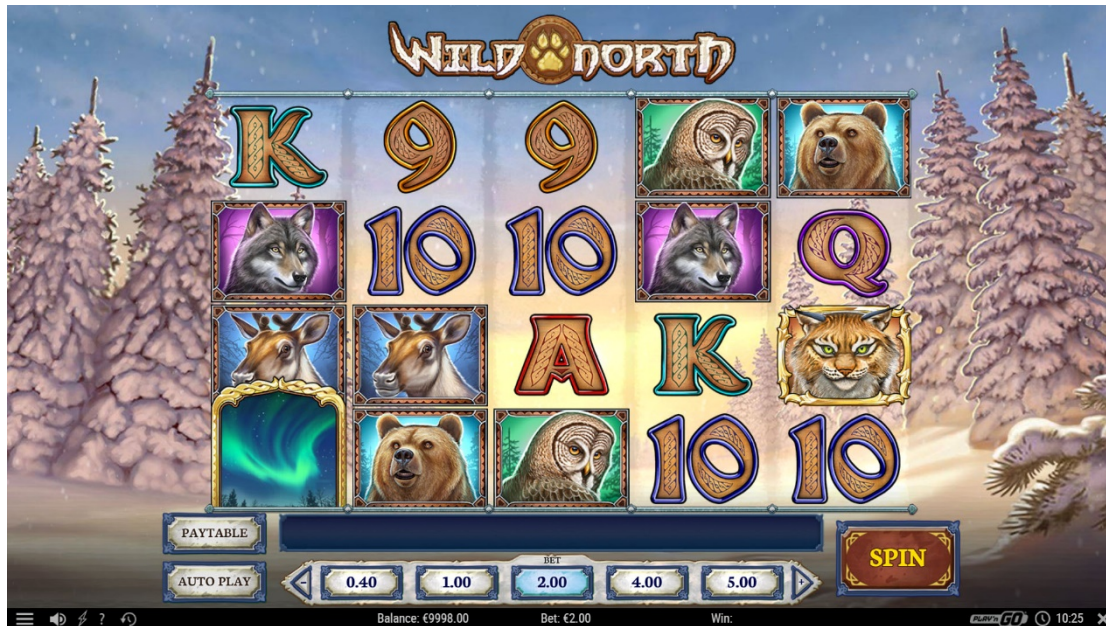 WILD NORTH
K 9 9
10 10 Q
A K
10 10
PAYTABLE
SPIN
BET
AUTO PLAY - 0.40 1.00 2.00 4.00 5.00 +
? Balance: €9998.00 Bet: €2.00 Win: PLAY'n GO 10:25